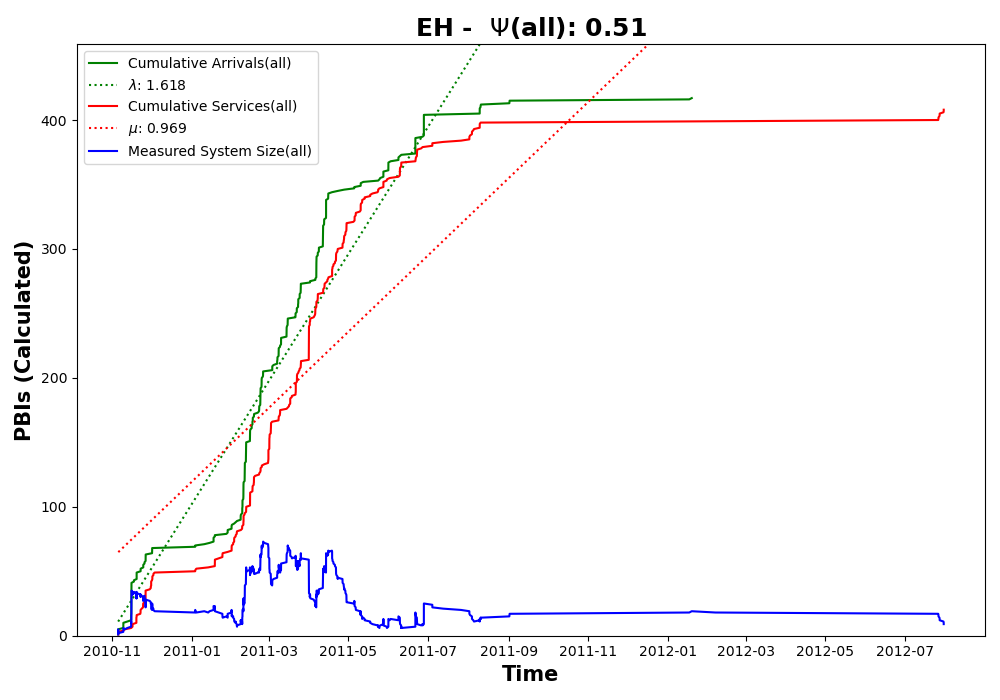 EH - Ψ(all): 0.51
Cumulative Arrivals(all)
λ: 1.618
Cumulative Services(all)
μ: 0.969
Measured System Size(all)
PBIs (Calculated)
400
300
200
100
0
2010-11 2011-01 2011-03 2011-05 2011-07 2011-09 2011-11 2012-01 2012-03 2012-05 2012-07
Time